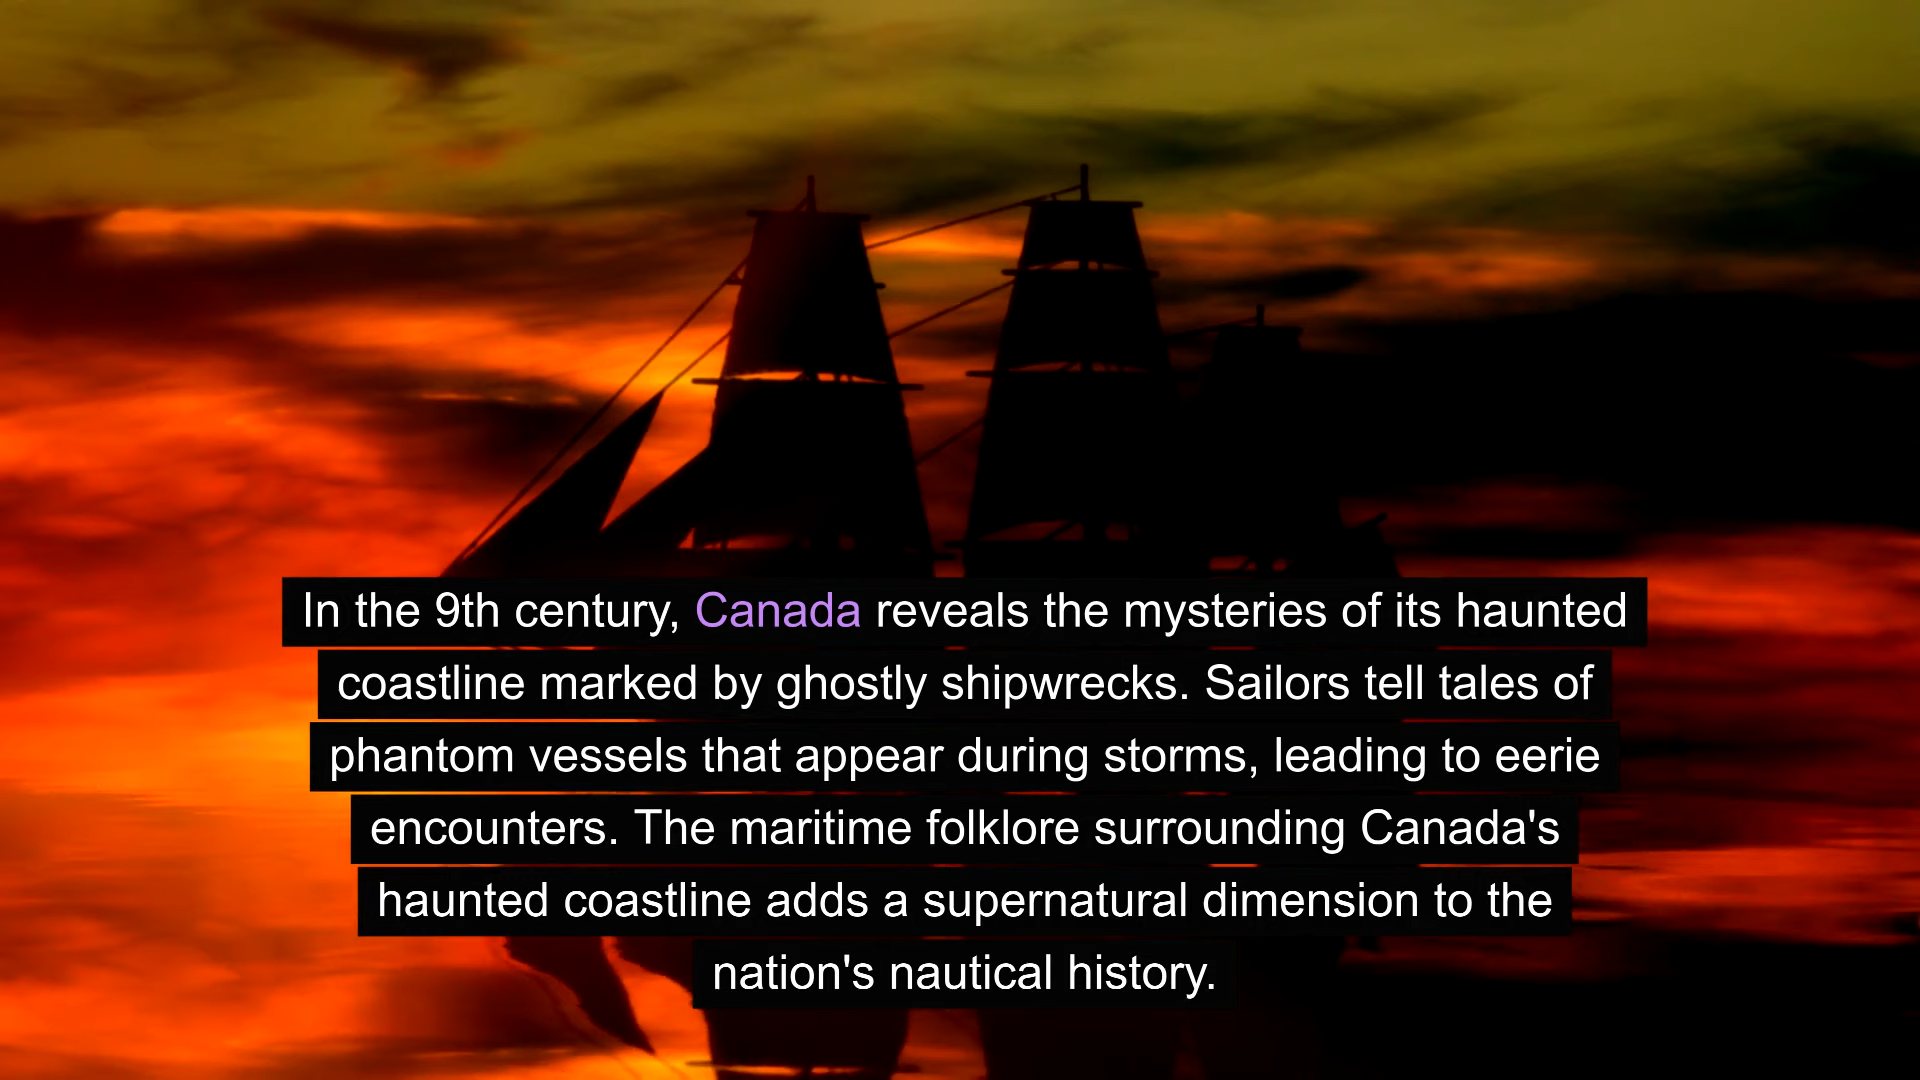 In the 9th century, Canada reveals the mysteries of its haunted
coastline marked by ghostly shipwrecks. Sailors tell tales of
phantom vessels that appear during storms, leading to eerie
encounters. The maritime folklore surrounding Canada's
haunted coastline adds a supernatural dimension to the
nation's nautical history.